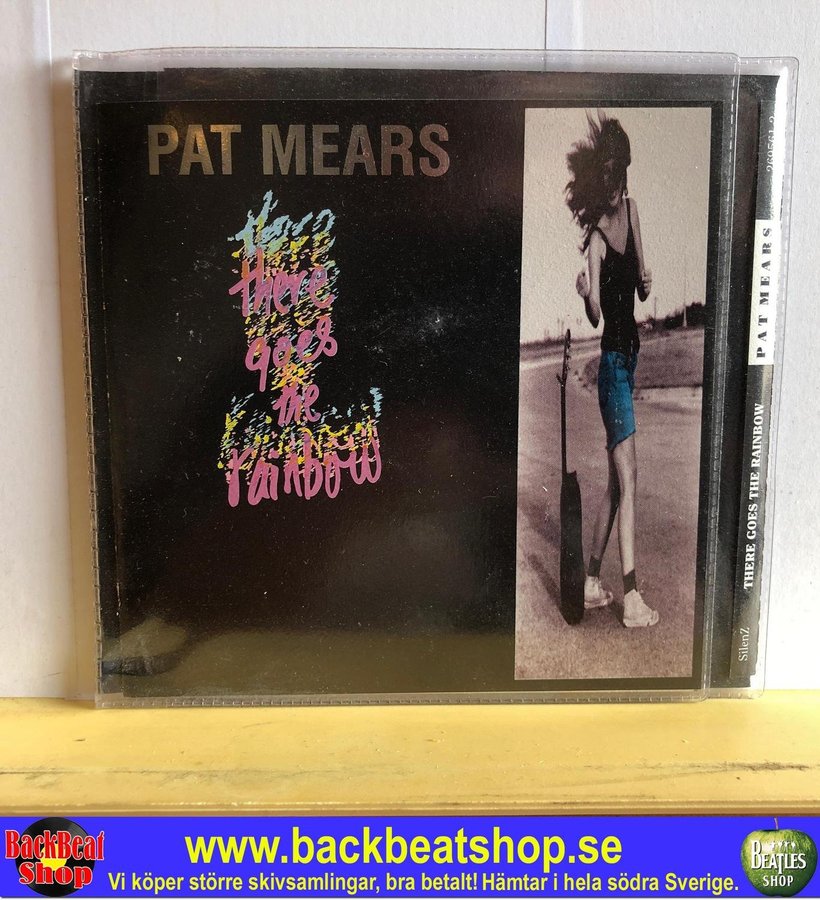 PAT MEARS
there
there
goes
the
rainbow
SilenZ THERE GOES THE RAINBOW PAT MEARS
BackBeat
Shop
www.backbeatshop.se
Vi köper större skivsamlingar, bra betalt! Hämtar i hela södra Sverige.
BEATLES
SHOP